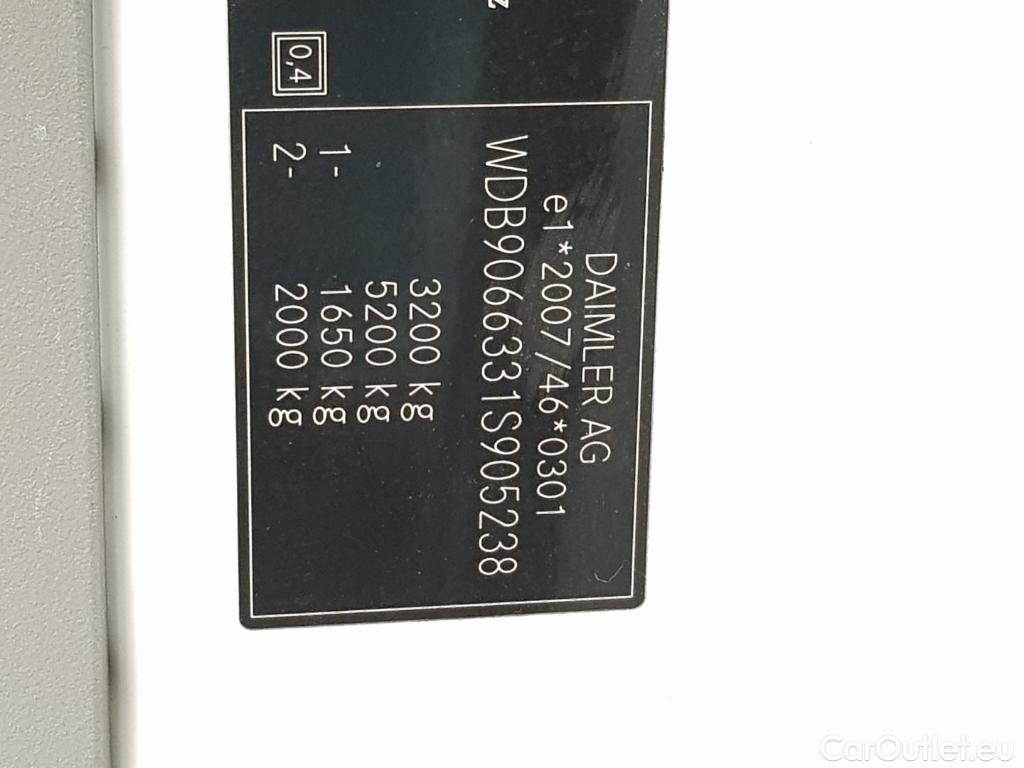 z
0,4
DAIMLER AG
e1*2007/46*0301
WDB9066331S905238
3200 kg
5200 kg
1- 1650 kg
2- 2000 kg
CarOutlet.eu